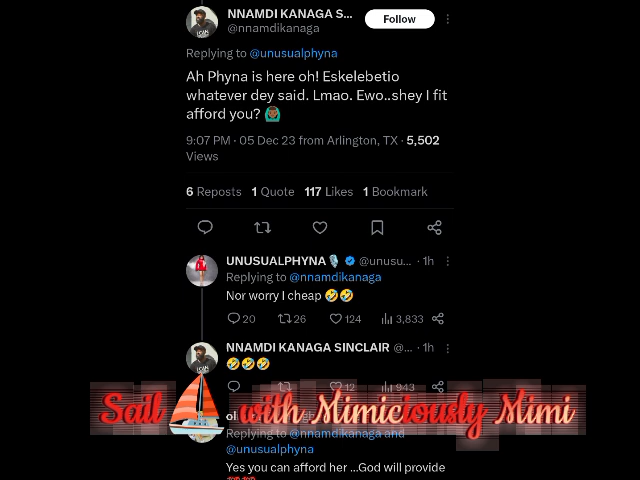 NNAMDI KANAGA S...
Follow
@nnamdikanaga
Replying to @unusualphyna
Ah Phyna is here oh! Eskelebetio
whatever dey said. Lmao. Ewo..shey I fit
afford you? 🙆🏾‍♂️
9:07 PM · 05 Dec 23 from Arlington, TX · 5,502
Views
6 Reposts 1 Quote 117 Likes 1 Bookmark
UNUSUALPHYNA🎙️ @unusu... · 1h
Replying to @nnamdikanaga
Nor worry I cheap 🤣🤣
20 26 124 3,833
NNAMDI KANAGA SINCLAIR @... · 1h
🤣🤣🤣
12 943
Sail with Mimiciously Mimi
Replying to @nnamdikanaga and
@unusualphyna
Yes you can afford her ...God will provide